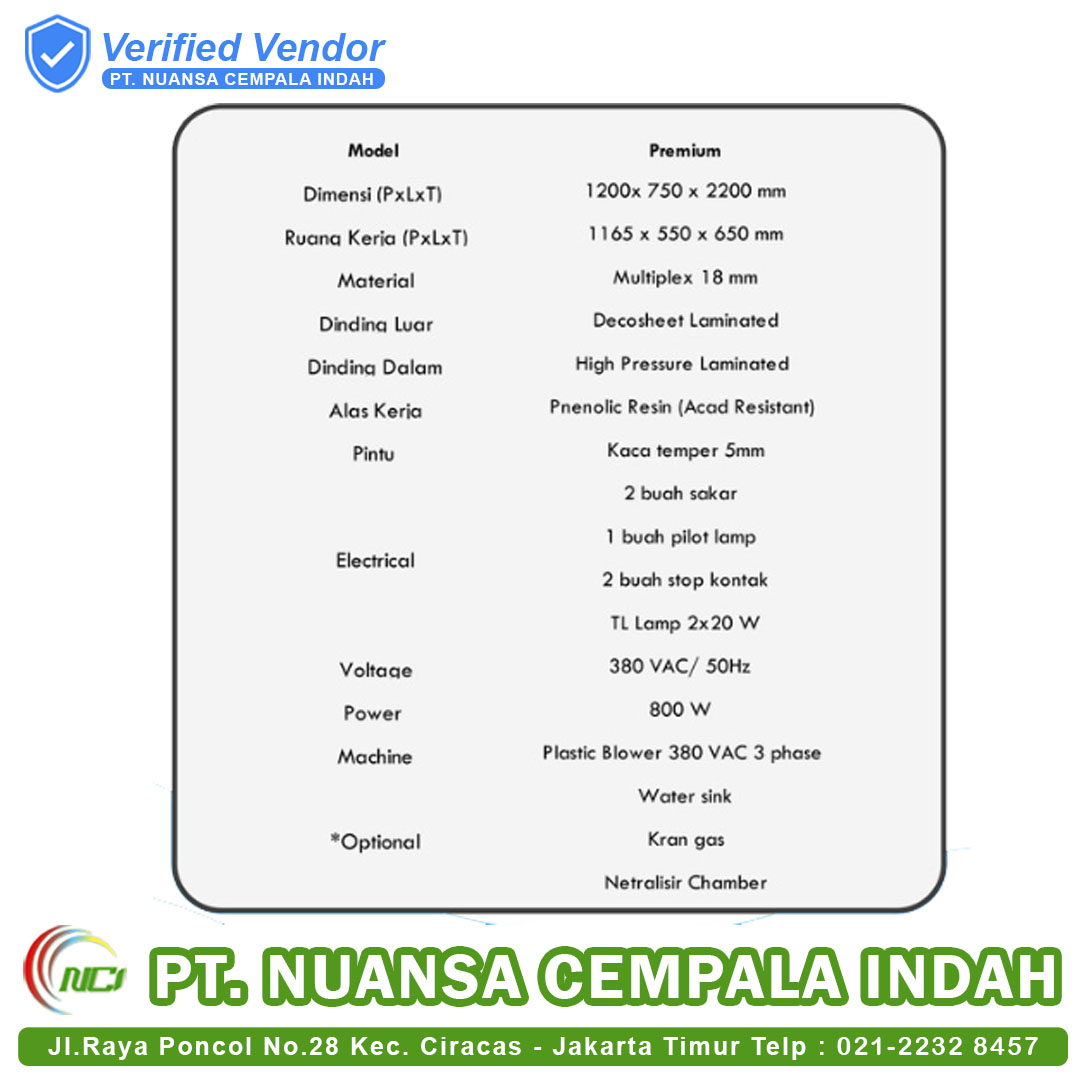 Verified Vendor
PT. NUANSA CEMPALA INDAH
Model Premium
Dimensi (PxLxT) 1200x 750 x 2200 mm
Ruang Kerja (PxLxT) 1165 x 550 x 650 mm
Material Multiplex 18 mm
Dinding Luar Decosheet Laminated
Dinding Dalam High Pressure Laminated
Alas Kerja Pnenolic Resin (Acad Resistant)
Pintu Kaca temper 5mm
2 buah sakar
1 buah pilot lamp
Electrical
2 buah stop kontak
TL Lamp 2x20 W
Voltage 380 VAC/ 50Hz
Power 800 W
Machine Plastic Blower 380 VAC 3 phase
Water sink
*Optional Kran gas
Netralisir Chamber
NCI PT. NUANSA CEMPALA INDAH
Jl.Raya Poncol No.28 Kec. Ciracas - Jakarta Timur Telp : 021-2232 8457